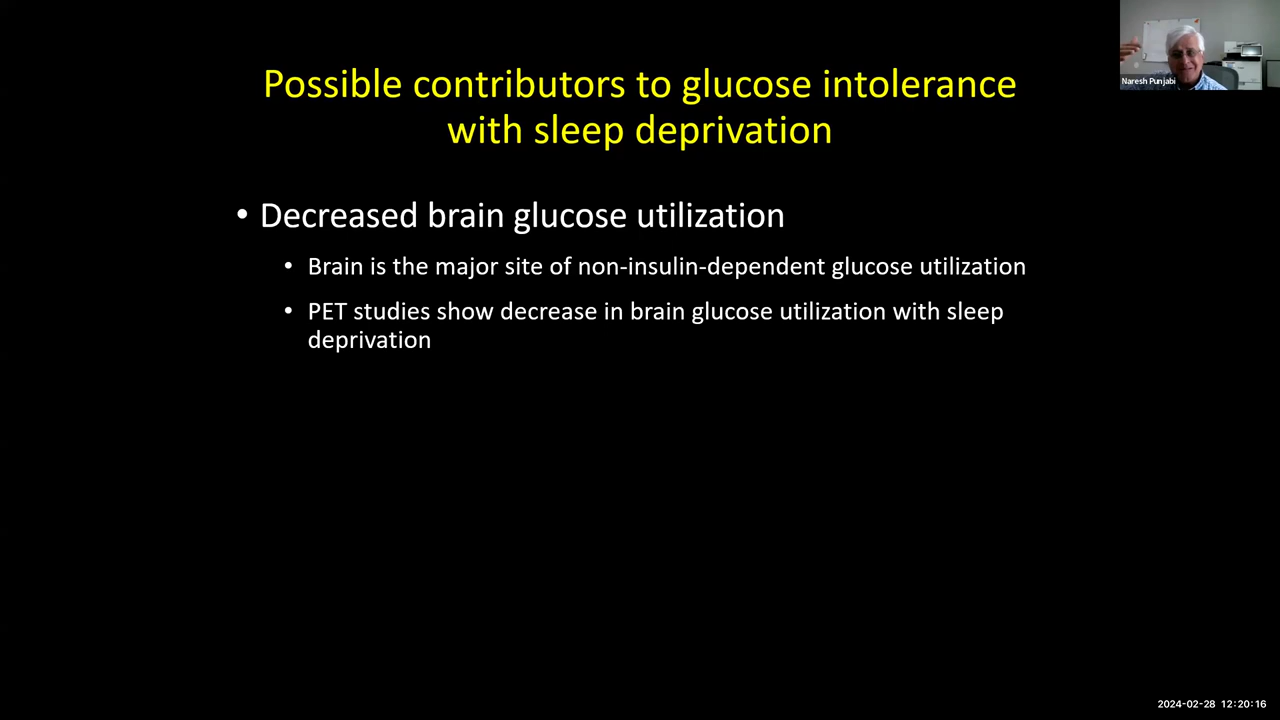 Possible contributors to glucose intolerance
with sleep deprivation
• Decreased brain glucose utilization
• Brain is the major site of non-insulin-dependent glucose utilization
• PET studies show decrease in brain glucose utilization with sleep
deprivation
Naresh Punjabi
2024-02-28 12:20:16